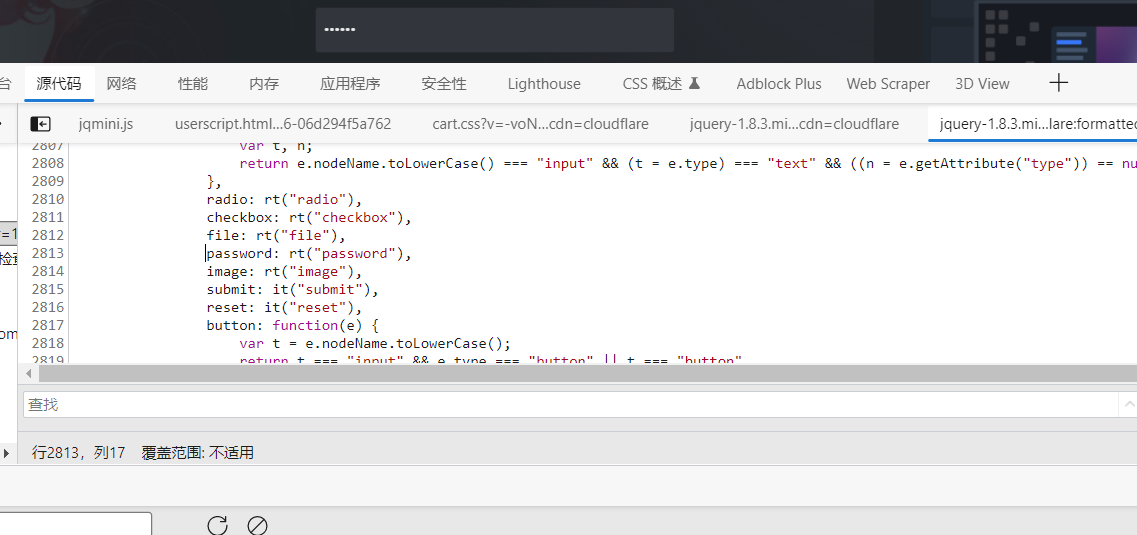 ••••••
台 源代码 网络 性能 内存 应用程序 安全性 Lighthouse CSS 概述 Adblock Plus Web Scraper 3D View
jqmini.js userscript.html...6-06d294f5a762 cart.css?v=-voN...cdn=cloudflare jquery-1.8.3.mi...cdn=cloudflare jquery-1.8.3.mi...lare:formatted
2807 var t, n;
2808 return e.nodeName.toLowerCase() === "input" && (t = e.type) === "text" && ((n = e.getAttribute("type")) == nu
2809 },
2810 radio: rt("radio"),
2811 checkbox: rt("checkbox"),
2812 file: rt("file"),
2813 password: rt("password"),
2814 image: rt("image"),
2815 submit: it("submit"),
2816 reset: it("reset"),
2817 button: function(e) {
2818 var t = e.nodeName.toLowerCase();
2819 return t === "input" && e.type === "button" || t === "button"
=1
检查
om
查找
行2813，列17 覆盖范围: 不适用